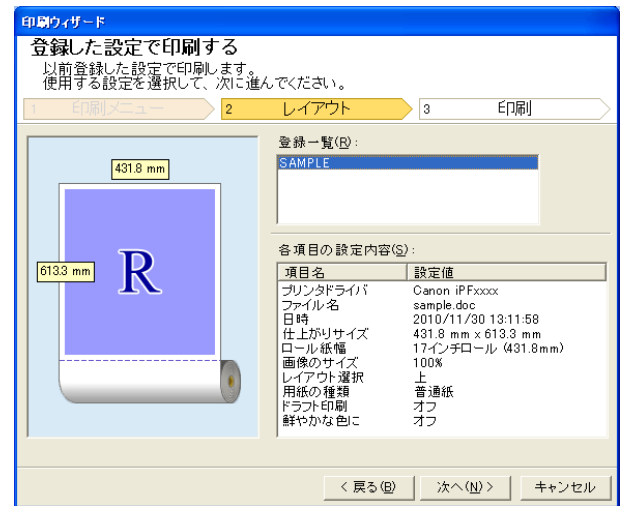 印刷ウィザード
登録した設定で印刷する
以前登録した設定で印刷します。
使用する設定を選択して、次に進んでください。
1 印刷メニュー 2 レイアウト 3 印刷
431.8 mm
613.3 mm
R
登録一覧(R):
SAMPLE
各項目の設定内容(S):
項目名 設定値
プリンタドライバ Canon iPFxxxx
ファイル名 sample.doc
日時 2010/11/30 13:11:58
仕上がりサイズ 431.8 mm x 613.3 mm
ロール紙幅 17インチロール (431.8mm)
画像のサイズ 100%
レイアウト選択 上
用紙の種類 普通紙
ドラフト印刷 オフ
鮮やかな色に オフ
< 戻る(B) 次へ(N) > キャンセル